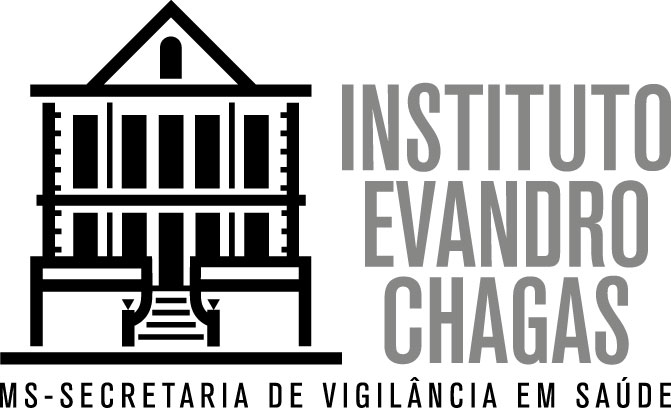 INSTITUTO
EVANDRO
CHAGAS
MS-SECRETARIA DE VIGILÂNCIA EM SAÚDE